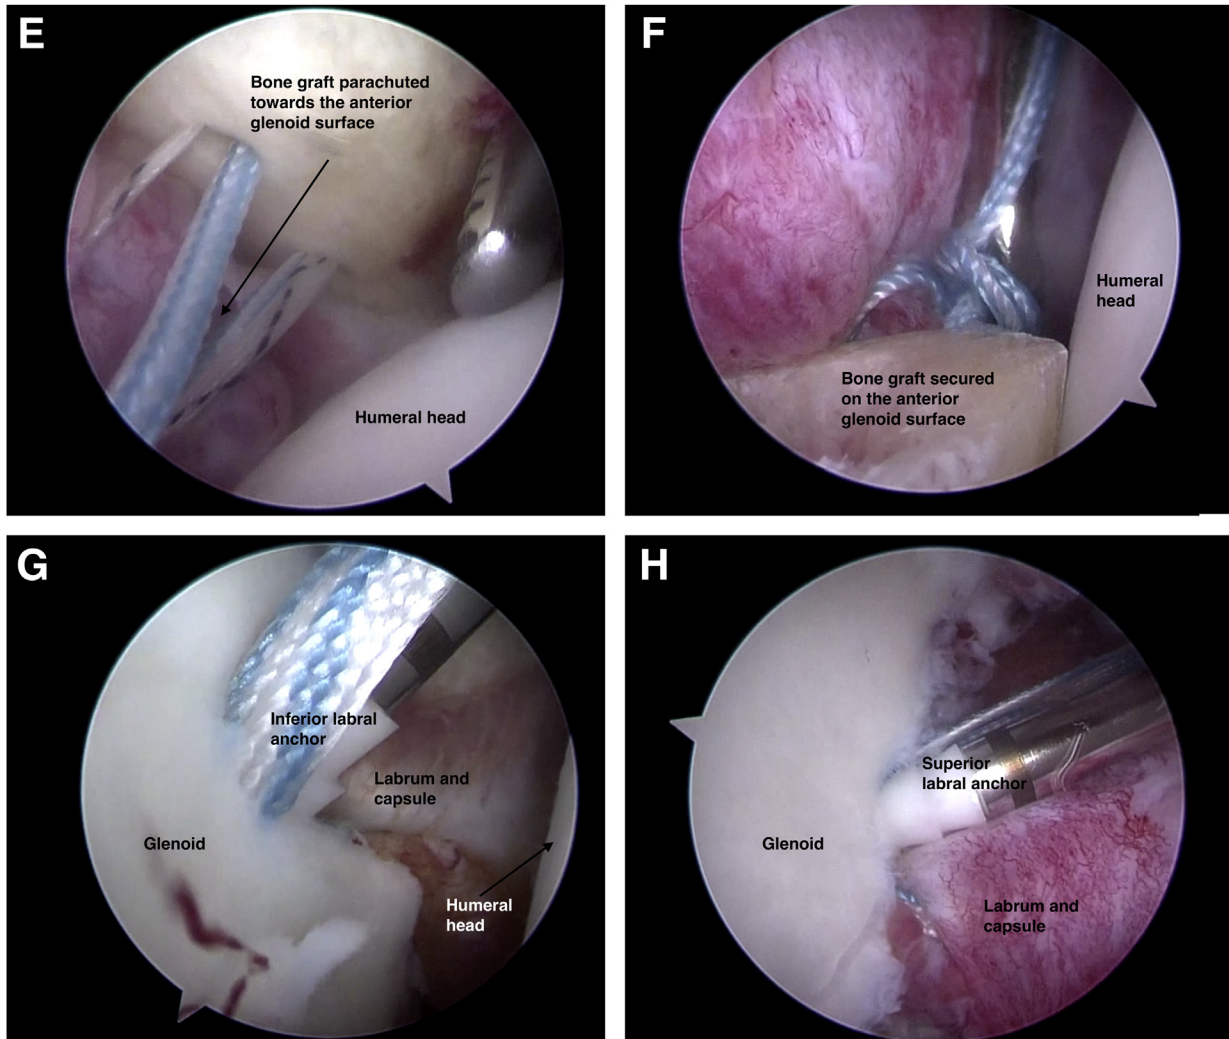 E
Bone graft parachuted
towards the anterior
glenoid surface
Humeral head
F
Humeral
head
Bone graft secured
on the anterior
glenoid surface
G
Inferior labral
anchor
Labrum and
capsule
Glenoid
Humeral
head
H
Superior
labral anchor
Glenoid
Labrum and
capsule